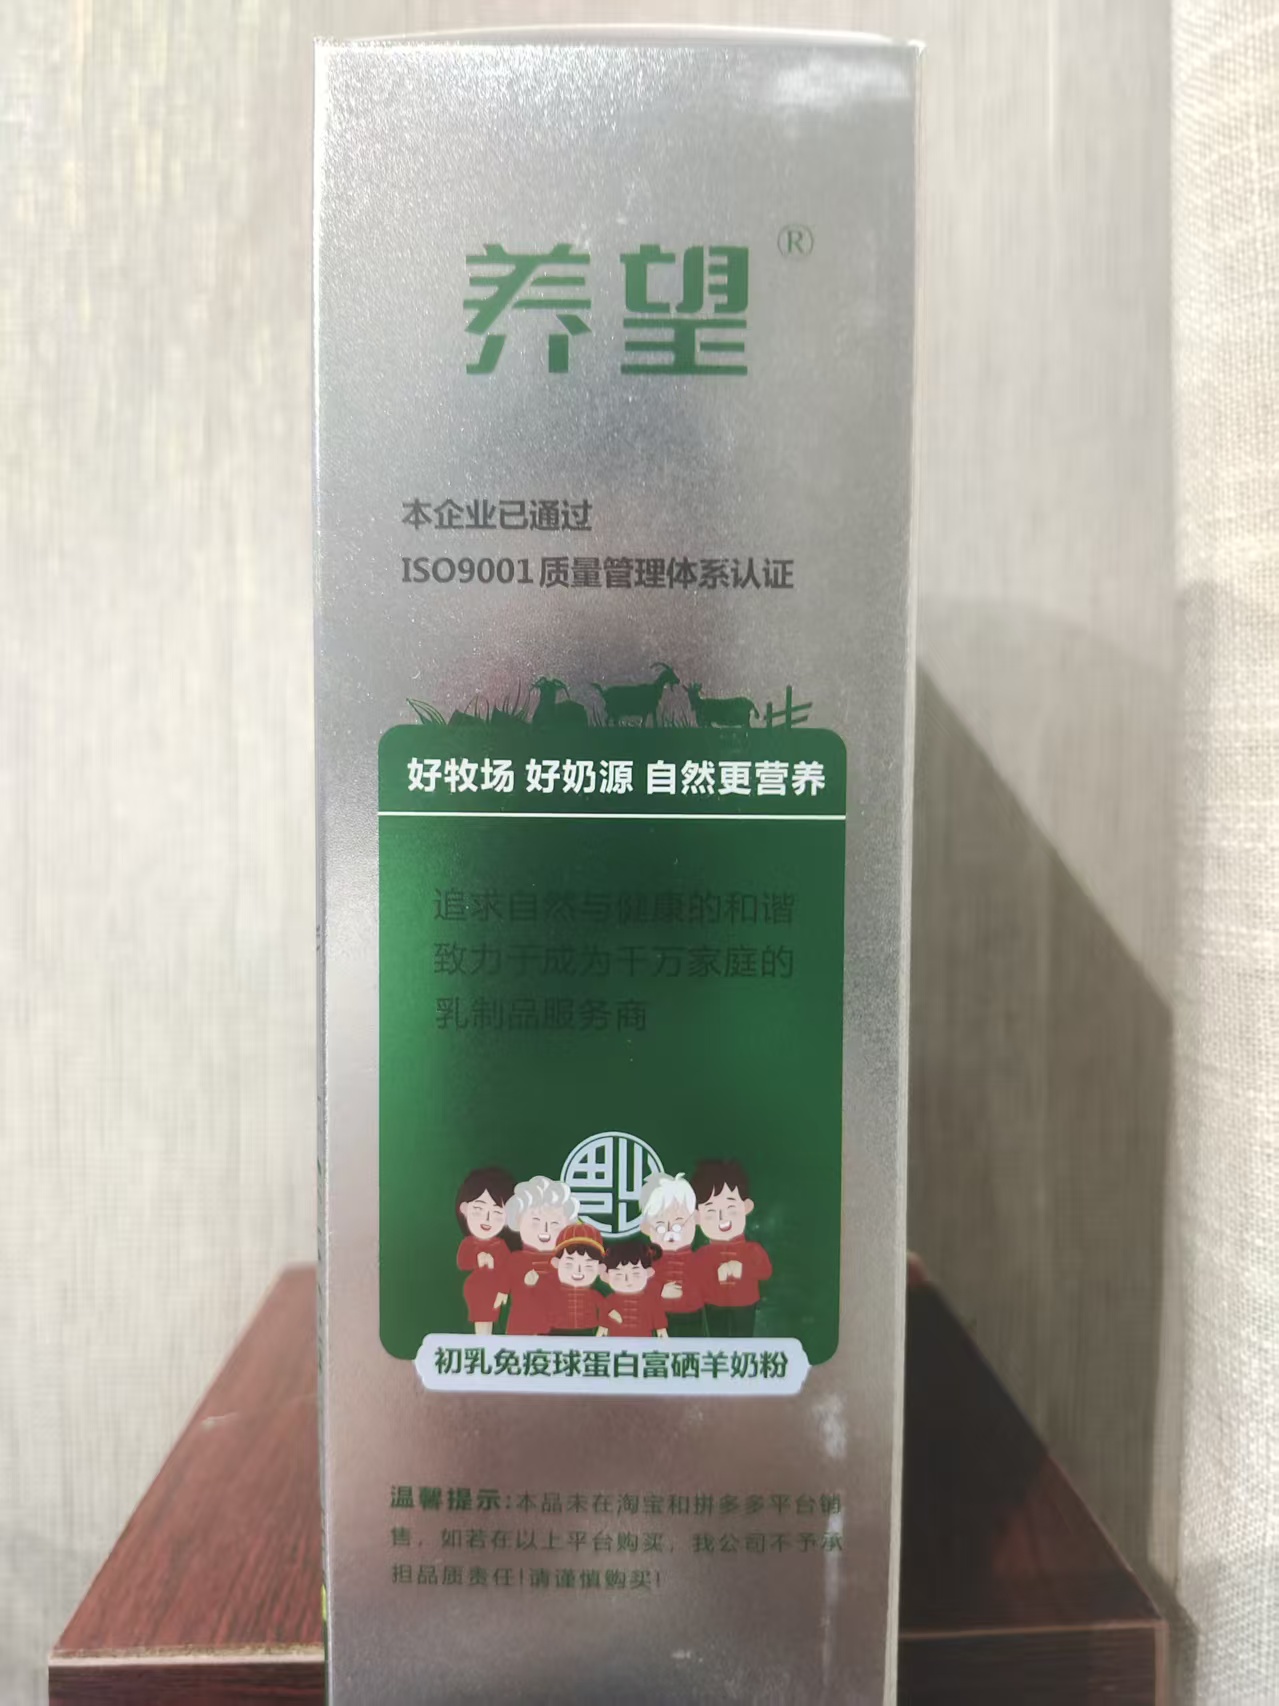 养望®
本企业已通过
ISO9001质量管理体系认证
好牧场 好奶源 自然更营养
追求自然与健康的和谐
致力于成为千万家庭的
乳制品服务商
初乳免疫球蛋白富硒羊奶粉
温馨提示:本品未在淘宝和拼多多平台销
售，如若在以上平台购买，我公司不予承
担品质责任!请谨慎购买!